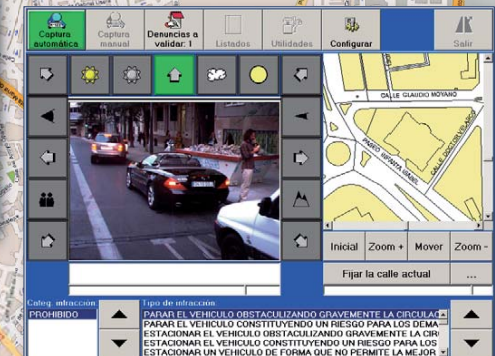 Captura automática
Captura manual
Denuncias a validar: 1
Listados
Utilidades
Configurar
Salir
CALLE CLAUDIO MOYANO
PASEO INFANTA ISABEL
Inicial
Zoom +
Mover
Zoom -
Fijar la calle actual
...
Categ. infracción:
Tipo de infracción:
PROHIBIDO
PARAR EL VEHICULO OBSTACULIZANDO GRAVEMENTE LA CIRCULAC
PARAR EL VEHICULO CONSTITUYENDO UN RIESGO PARA LOS DEMA
ESTACIONAR EL VEHICULO OBSTACULIZANDO GRAVEMENTE LA CIR
ESTACIONAR EL VEHICULO CONSTITUYENDO UN RIESGO PARA LOS
ESTACIONAR UN VEHICULO DE FORMA QUE NO PERMITE LA MEJOR